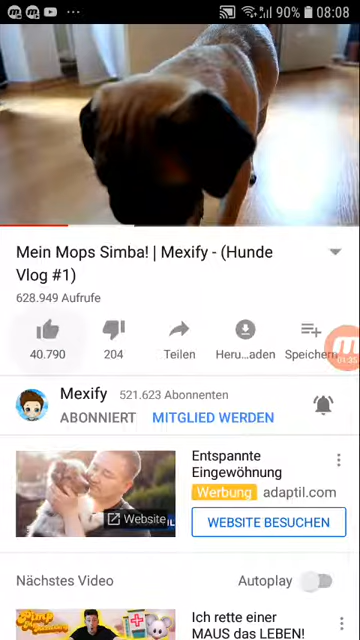 90% 08:08
Mein Mops Simba! | Mexify - (Hunde
Vlog #1)
628.949 Aufrufe
40.790
204
Teilen
Heru...aden
Speichern
01:35
Mexify 521.623 Abonnenten
ABONNIERT MITGLIED WERDEN
Entspannte
Eingewöhnung
Werbung adaptil.com
Website
WEBSITE BESUCHEN
Nächstes Video Autoplay
Ich rette einer
MAUS das LEBEN!